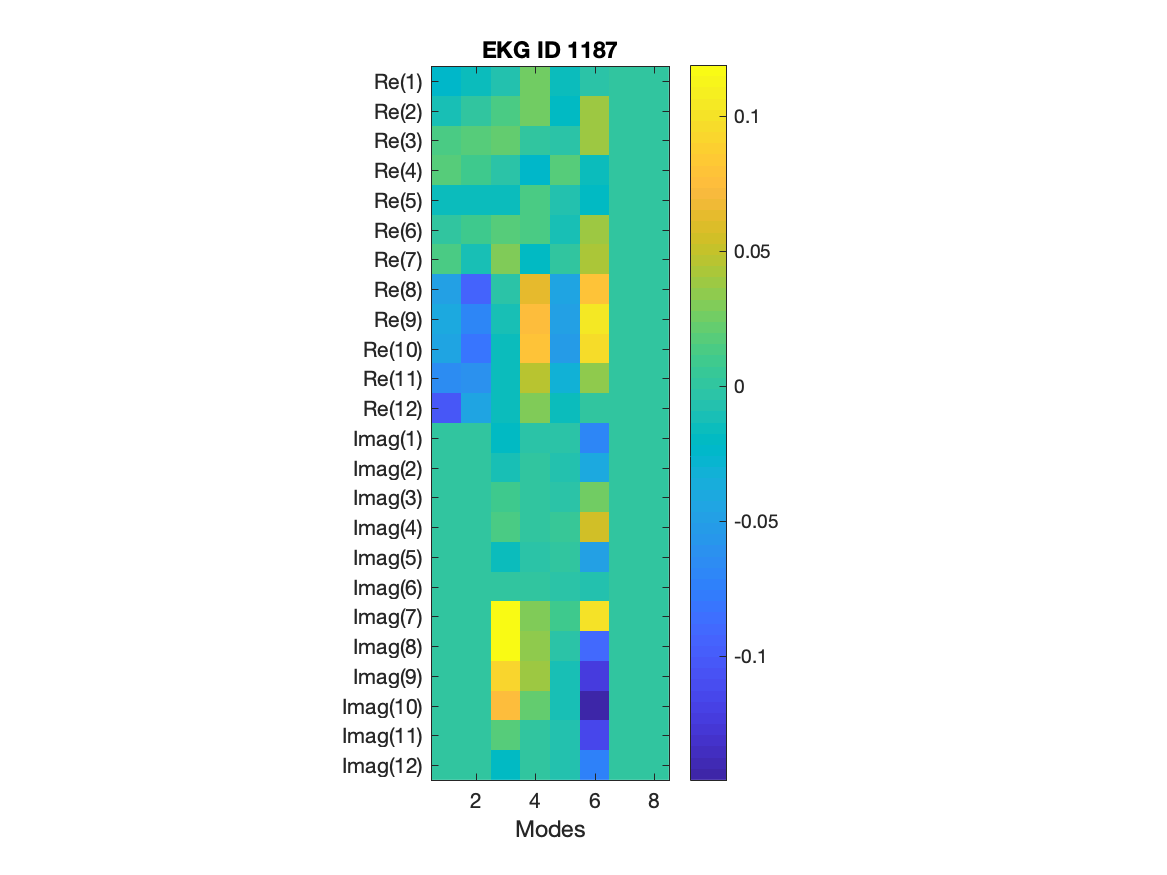 EKG ID 1187
Re(1)
Re(2)
Re(3)
Re(4)
Re(5)
Re(6)
Re(7)
Re(8)
Re(9)
Re(10)
Re(11)
Re(12)
Imag(1)
Imag(2)
Imag(3)
Imag(4)
Imag(5)
Imag(6)
Imag(7)
Imag(8)
Imag(9)
Imag(10)
Imag(11)
Imag(12)
2 4 6 8
Modes
0.1
0.05
0
-0.05
-0.1